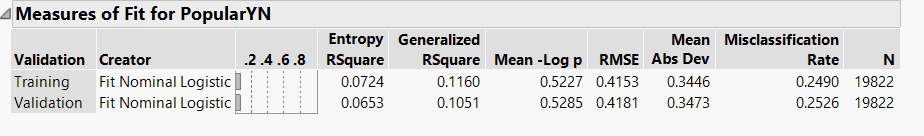 Measures of Fit for PopularYN
Entropy Generalized Mean Misclassification
Validation Creator .2 .4 .6 .8 RSquare RSquare Mean -Log p RMSE Abs Dev Rate N
Training Fit Nominal Logistic 0.0724 0.1160 0.5227 0.4153 0.3446 0.2490 19822
Validation Fit Nominal Logistic 0.0653 0.1051 0.5285 0.4181 0.3473 0.2526 19822